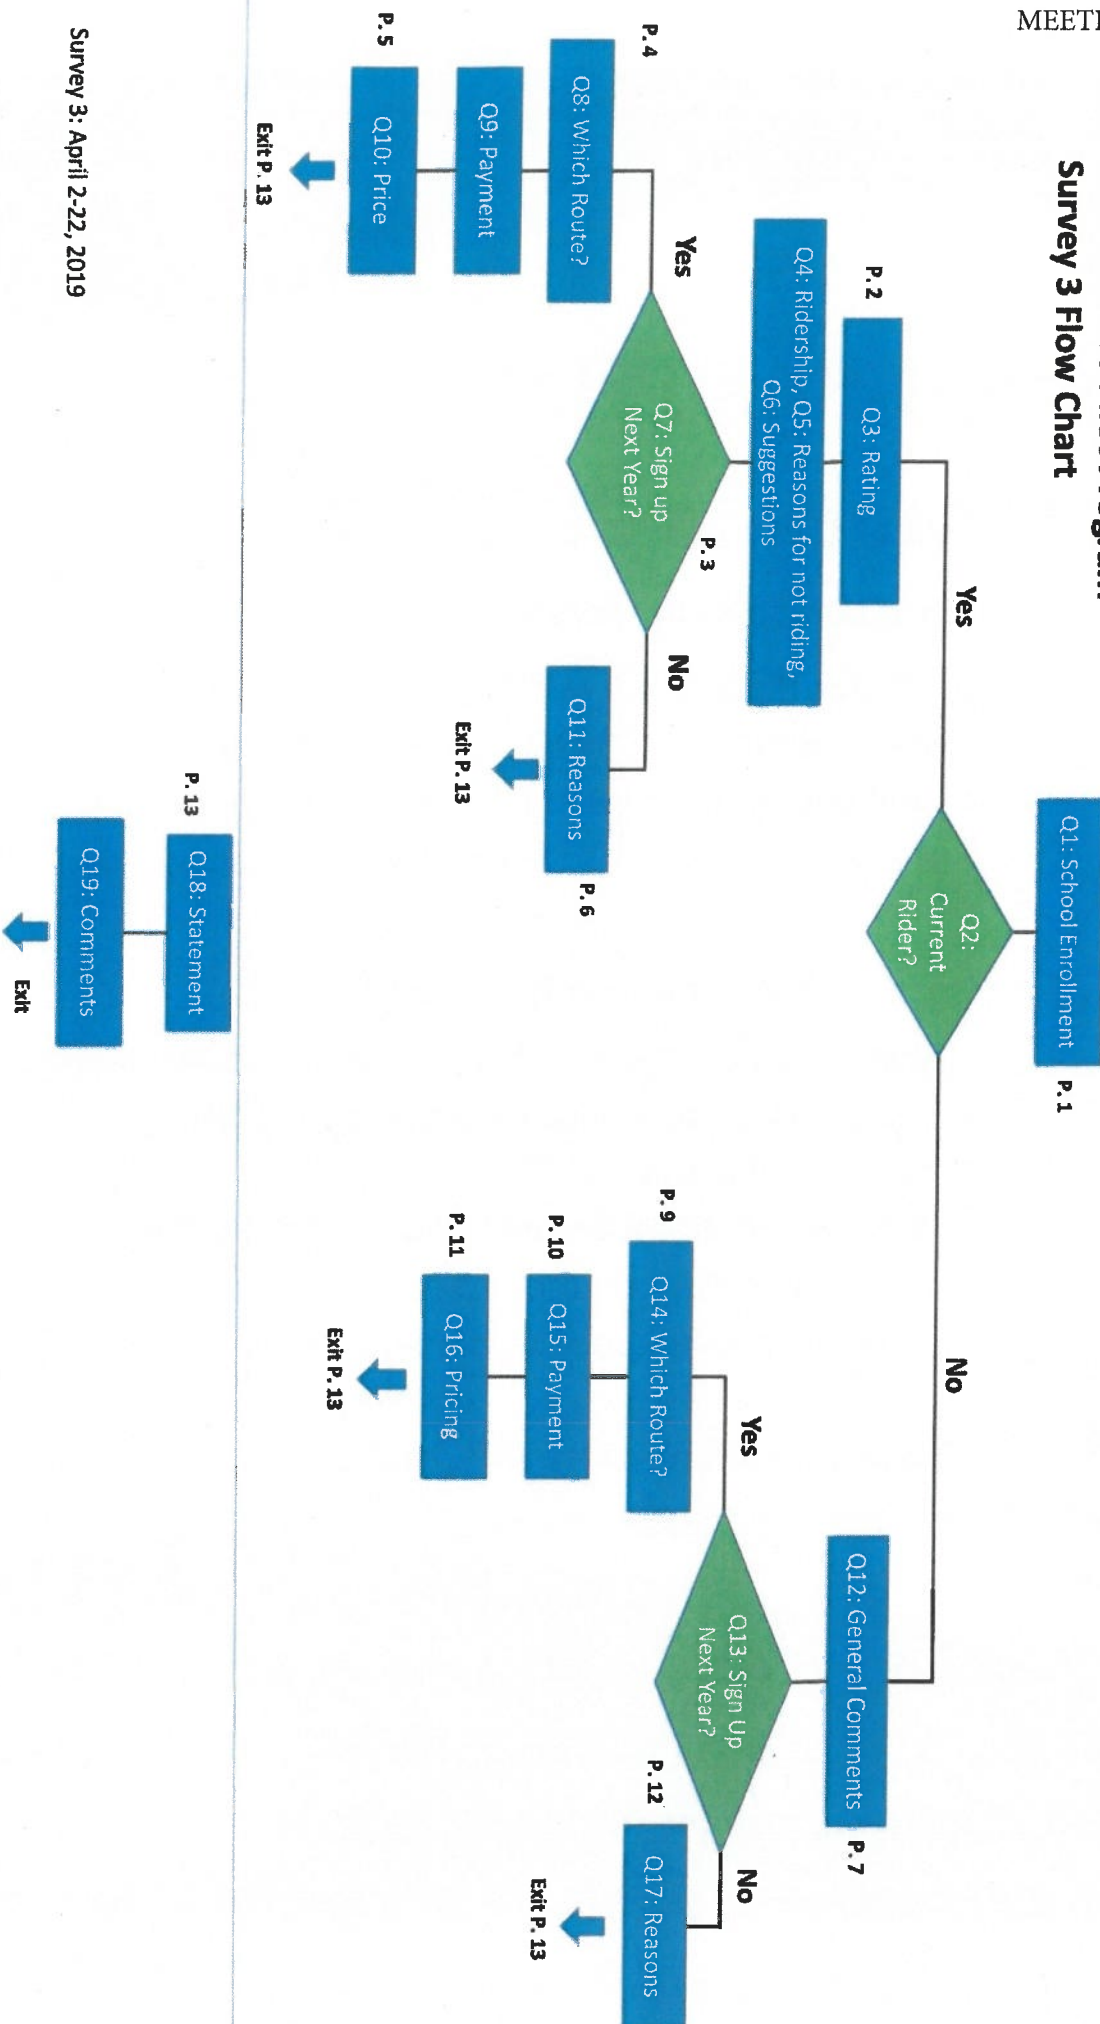 MEETI
Survey 3 Flow Chart
Q1: School Enrollment
P. 1
Q2:
Current
Rider?
Yes
No
P. 2
Q3: Rating
Q4: Ridership, Q5: Reasons for not riding,
Q6: Suggestions
P. 3
Q7: Sign up
Next Year?
Yes
No
P. 4
Q8: Which Route?
Q9: Payment
P. 5
Q10: Price
Exit P. 13
Q11: Reasons
P. 6
Exit P. 13
Q12: General Comments
P. 7
Q13: Sign Up
Next Year?
Yes
No
P. 9
Q14: Which Route?
P. 10
Q15: Payment
P. 11
Q16: Pricing
Exit P. 13
P. 12
Q17: Reasons
Exit P. 13
P. 13
Q18: Statement
Q19: Comments
Exit
Survey 3: April 2-22, 2019